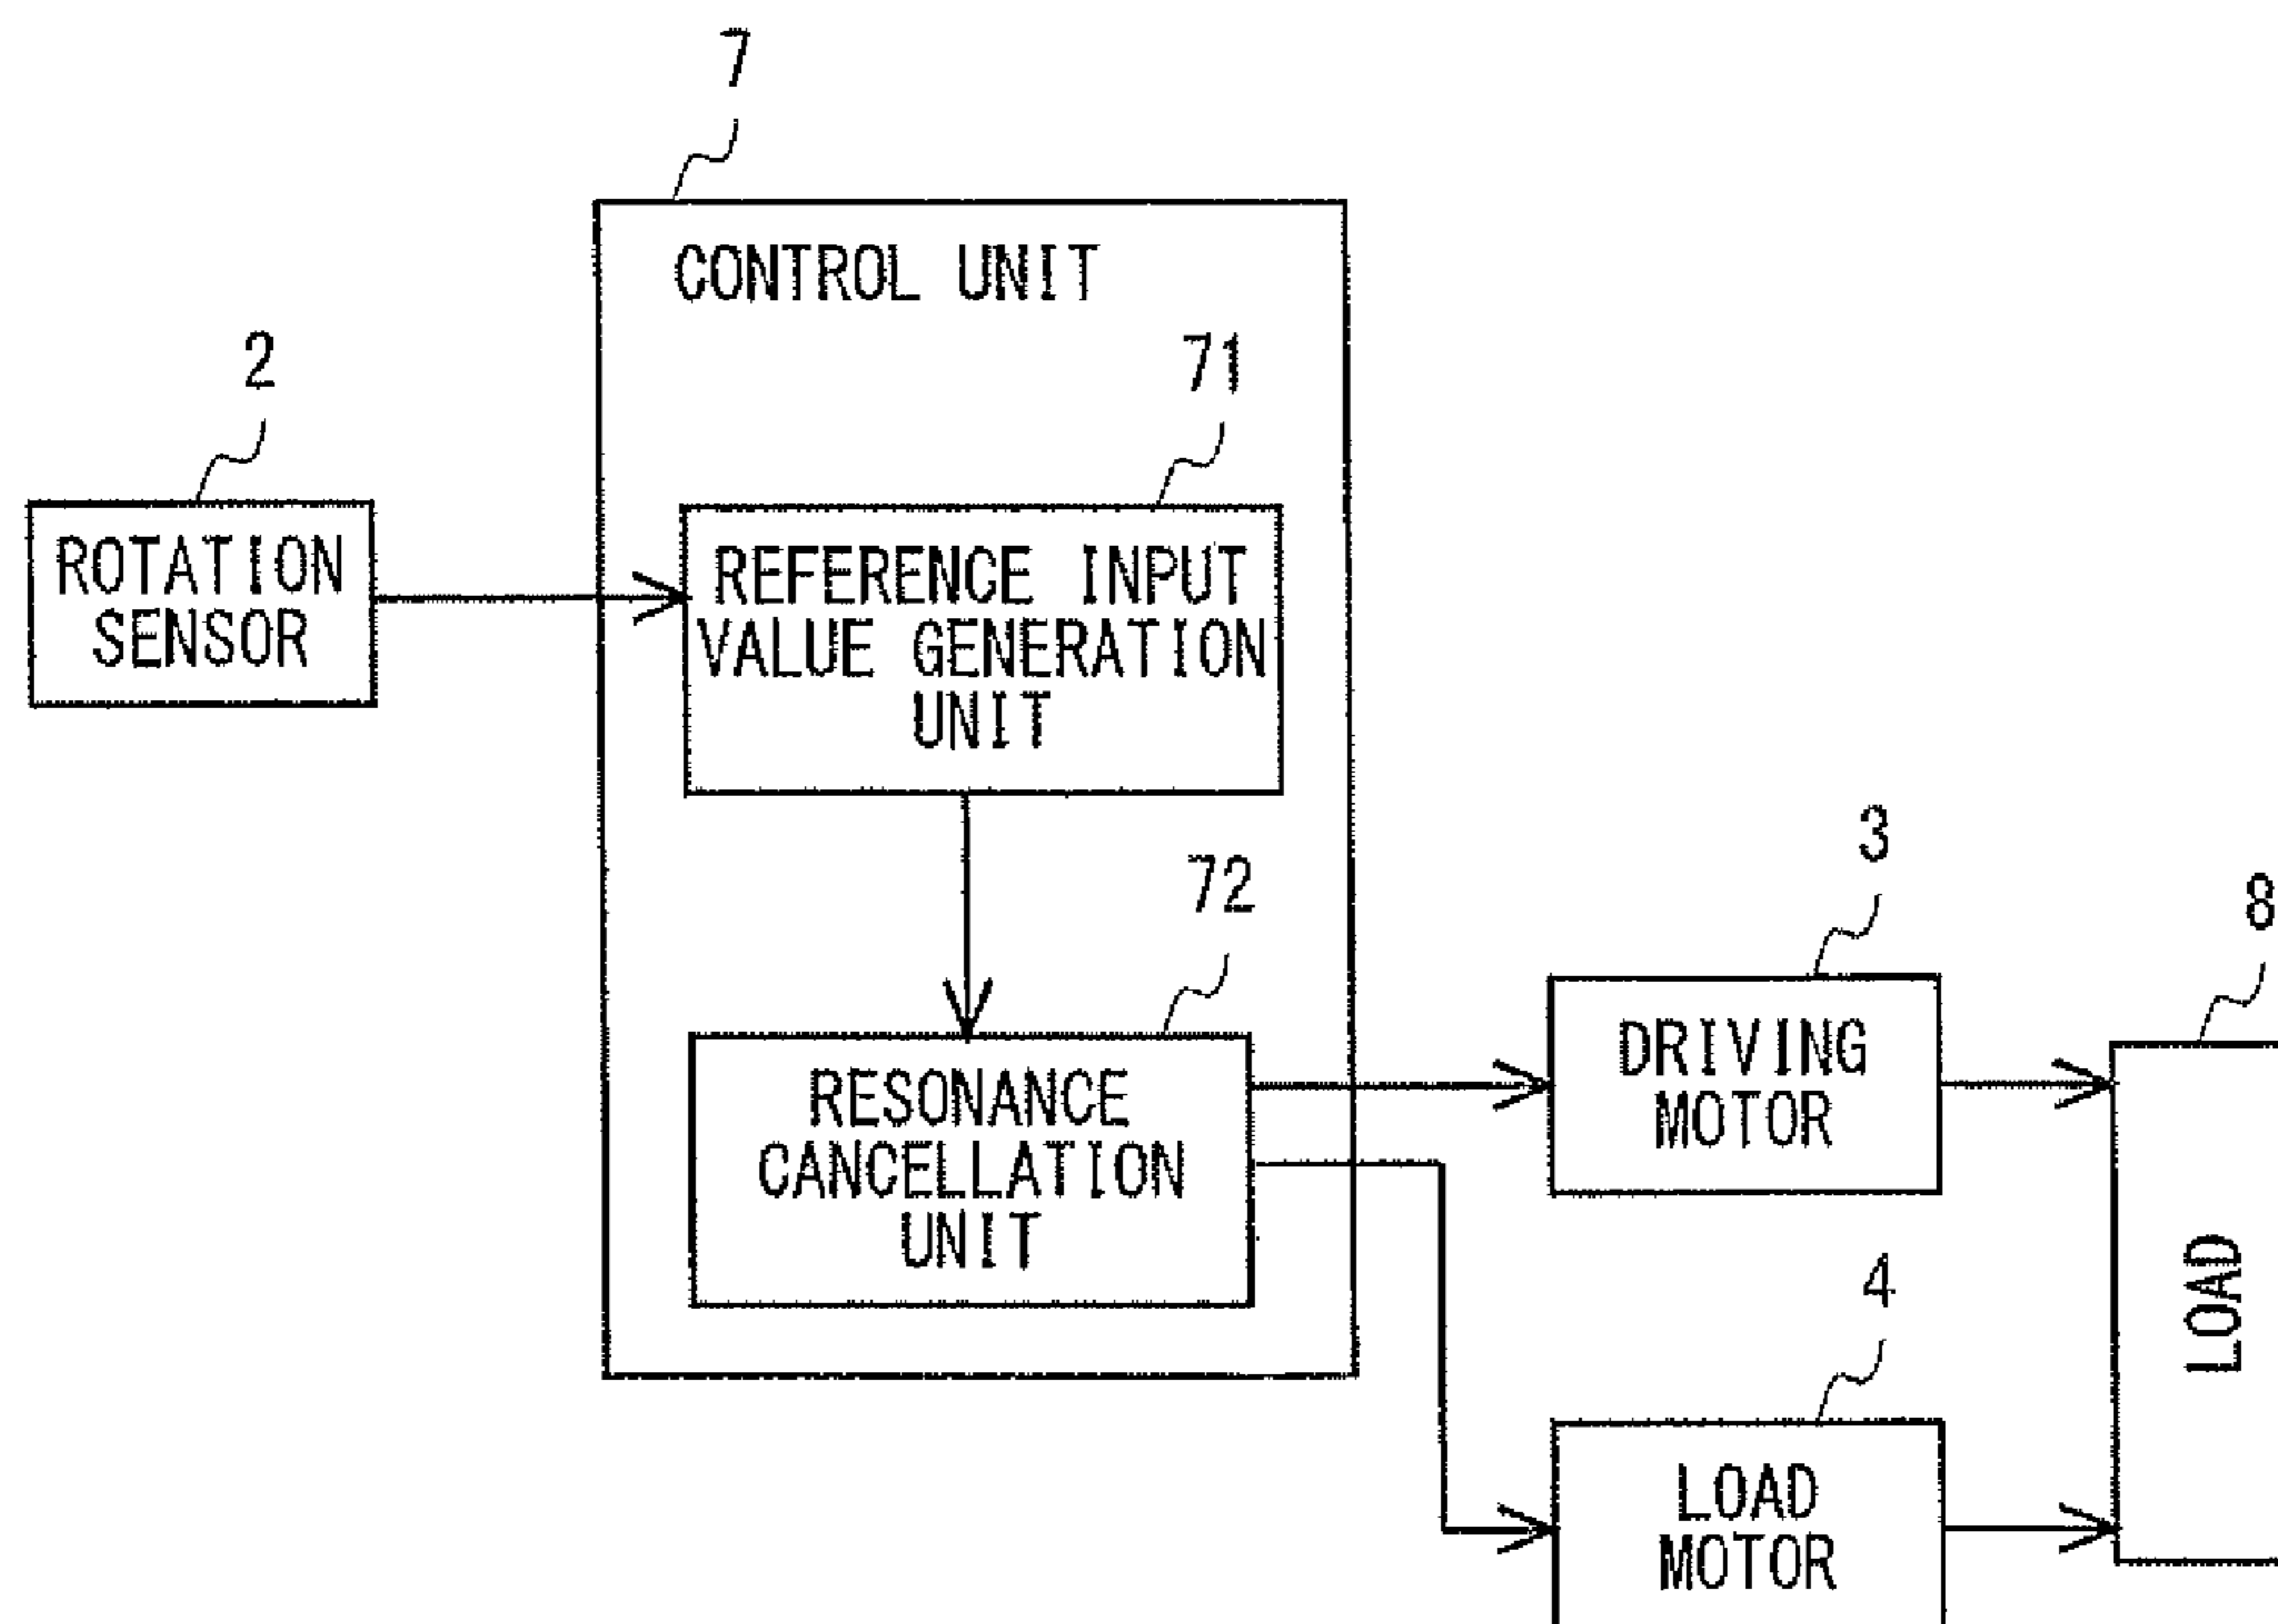 7
CONTROL UNIT
2
71
ROTATION
SENSOR
REFERENCE INPUT
VALUE GENERATION
UNIT
72
3
8
RESONANCE
CANCELLATION
UNIT
DRIVING
MOTOR
4
LOAD
LOAD
MOTOR